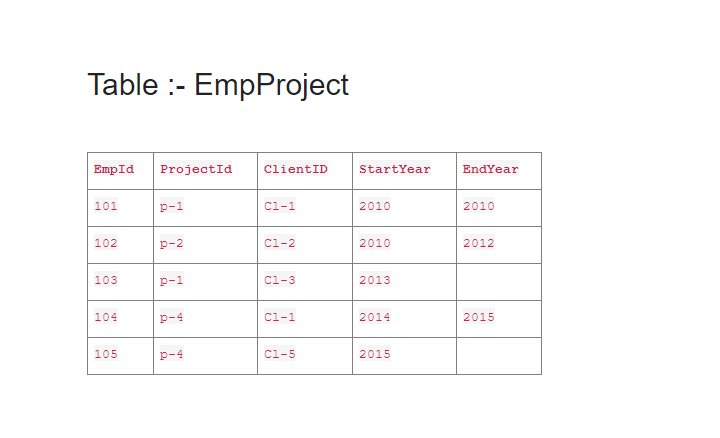 Table :- EmpProject
EmpId ProjectId ClientID StartYear EndYear
101 p-1 Cl-1 2010 2010
102 p-2 Cl-2 2010 2012
103 p-1 Cl-3 2013
104 p-4 Cl-1 2014 2015
105 p-4 Cl-5 2015